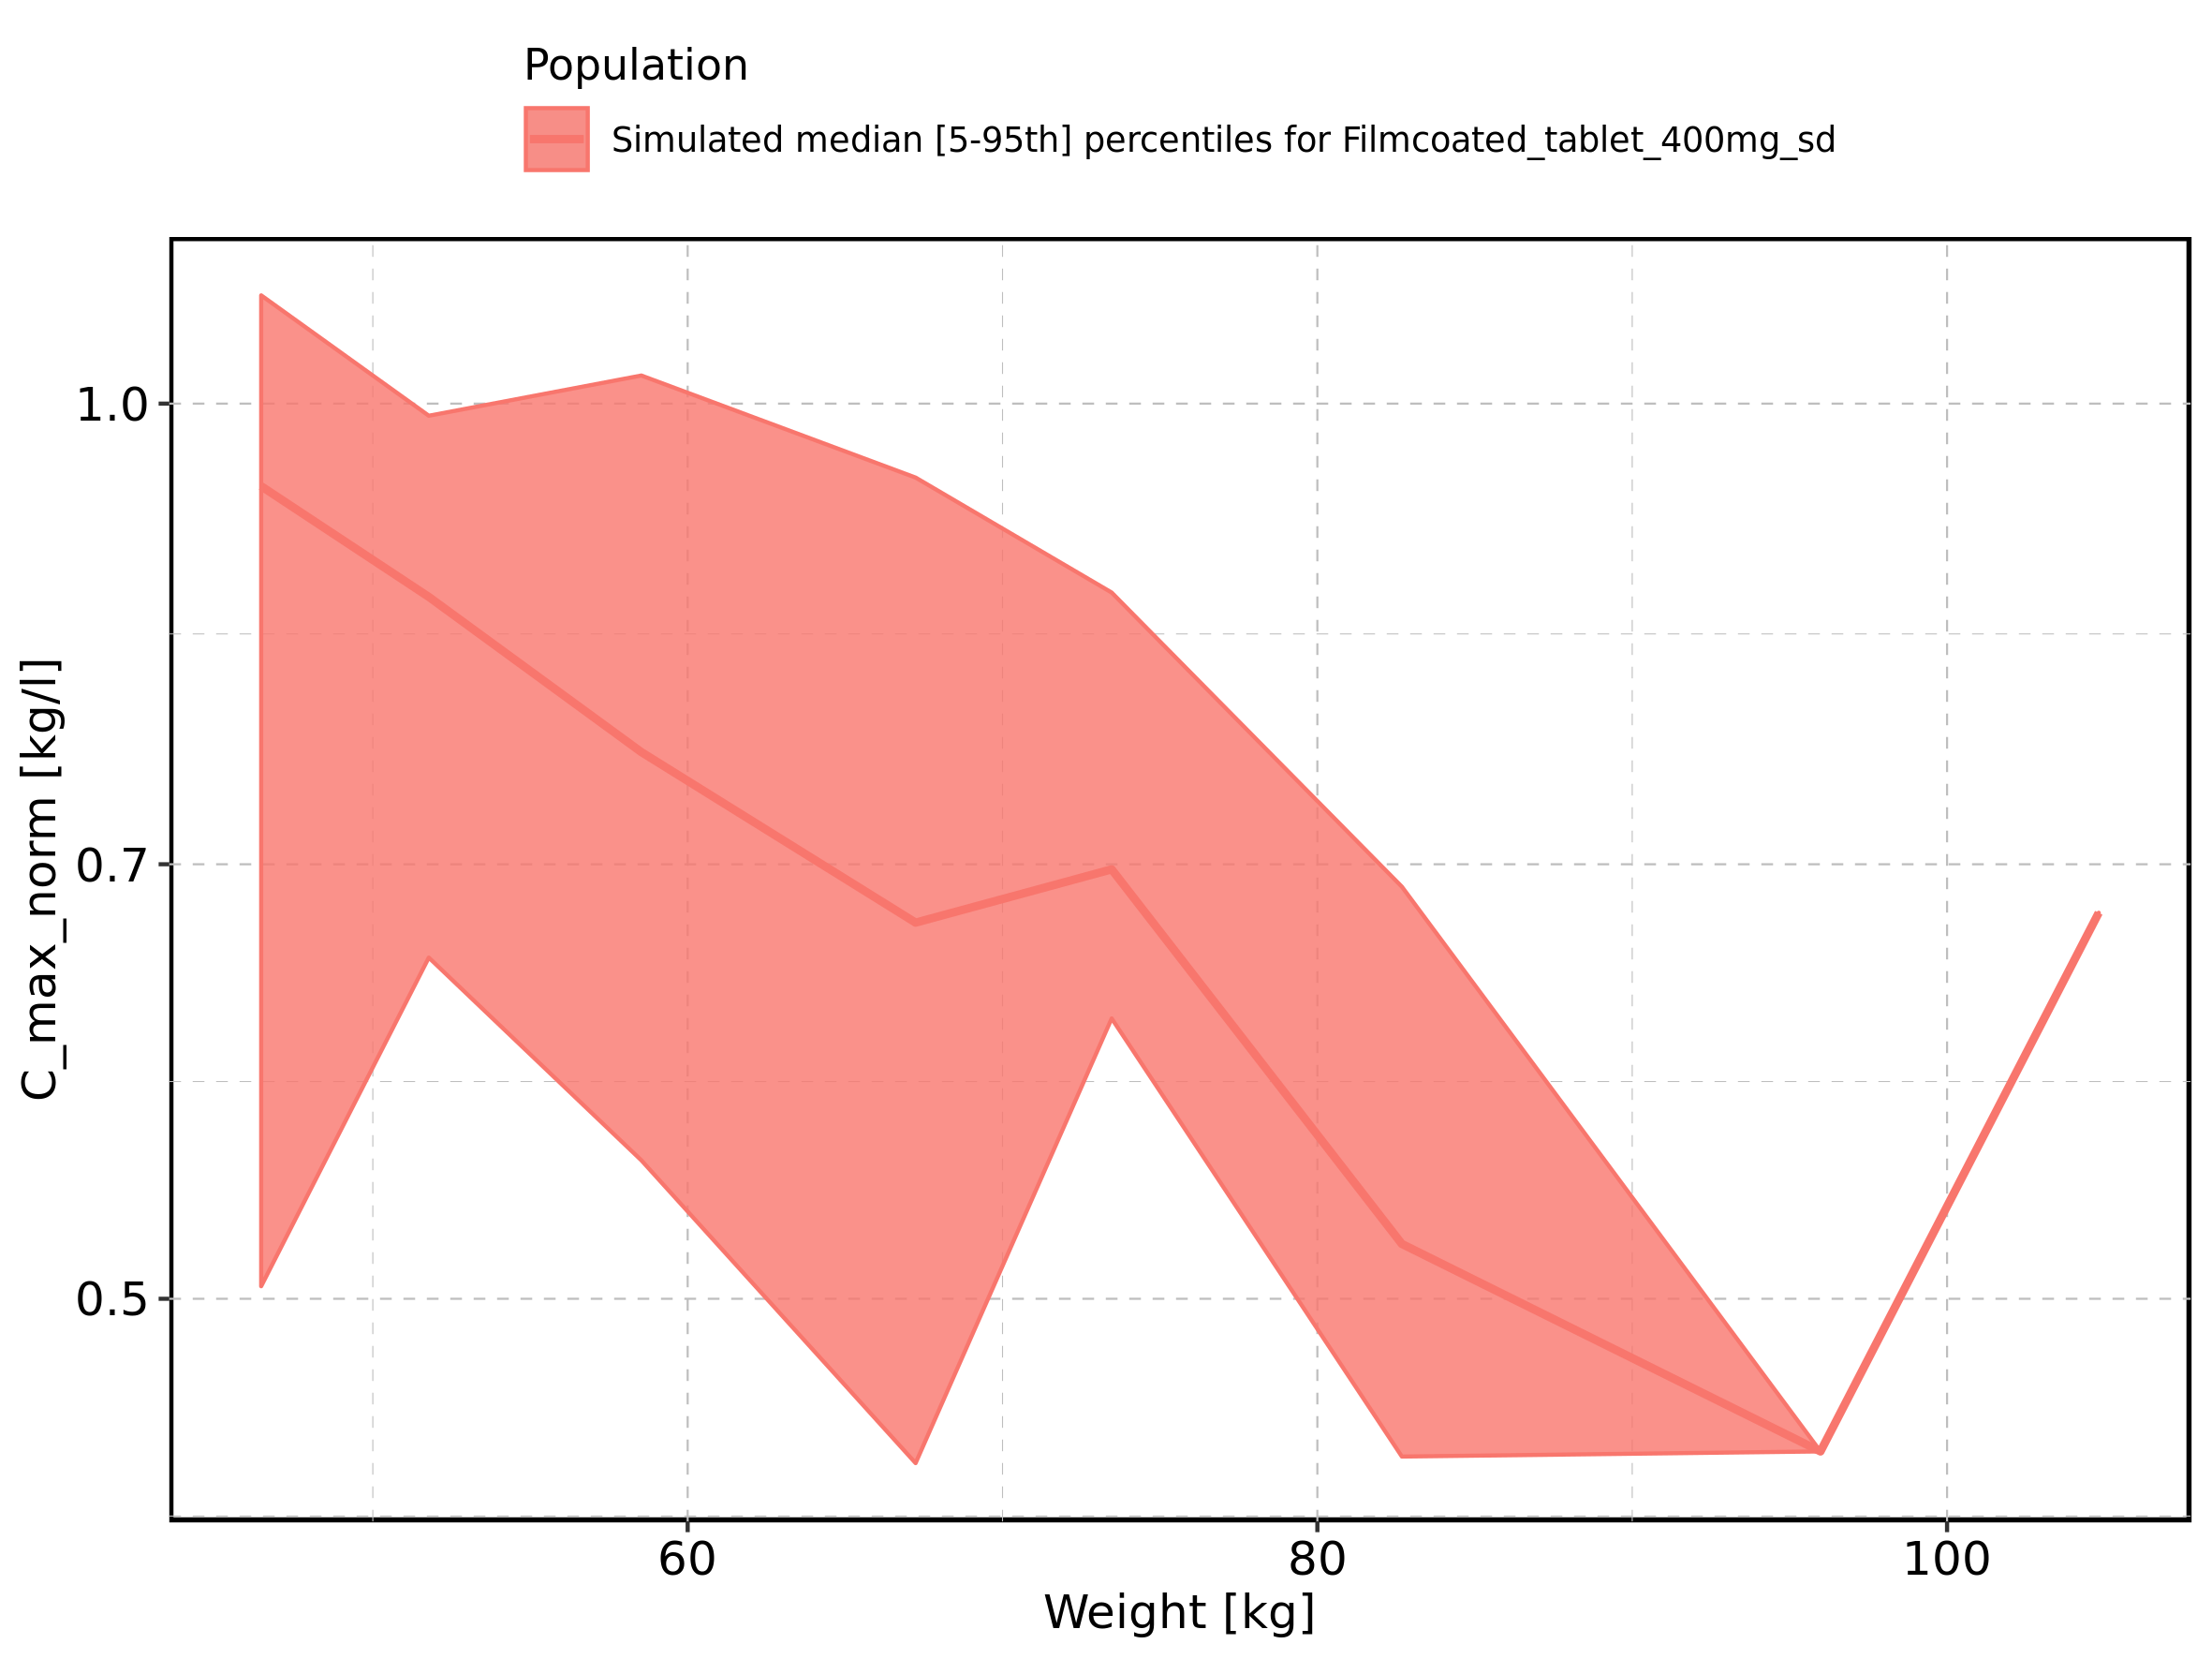 Population
Simulated median [5-95th] percentiles for Filmcoated_tablet_400mg_sd
C_max_norm [kg/l]
1.0
0.7
0.5
60
80
100
Weight [kg]